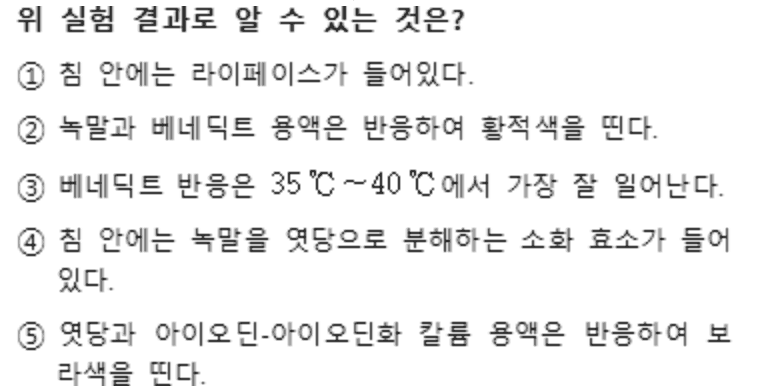 위 실험 결과로 알 수 있는 것은?
① 침 안에는 라이페이스가 들어있다.
② 녹말과 베네딕트 용액은 반응하여 황적색을 띤다.
③ 베네딕트 반응은 35℃~40℃에서 가장 잘 일어난다.
④ 침 안에는 녹말을 엿당으로 분해하는 소화 효소가 들어
있다.
⑤ 엿당과 아이오딘-아이오딘화 칼륨 용액은 반응하여 보
라색을 띤다.